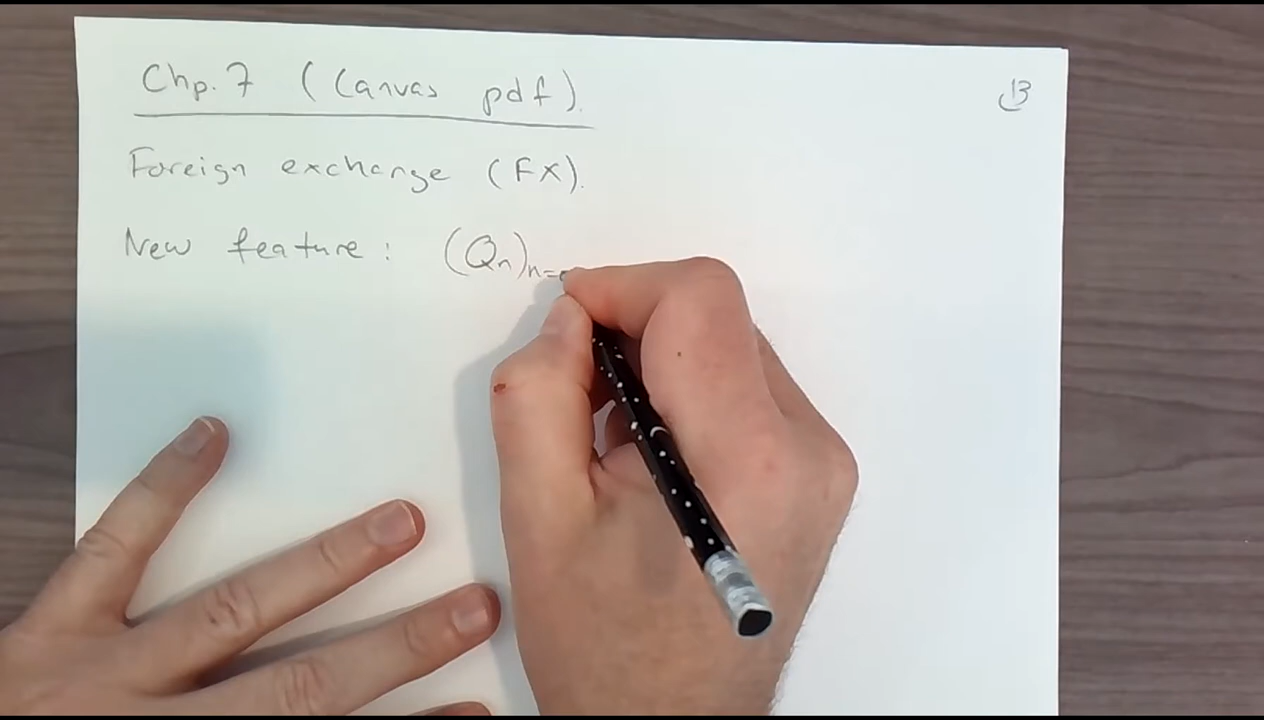 Chp. 7 (Canvas pdf).
13
Foreign exchange (FX).
New feature: (Qn)n=